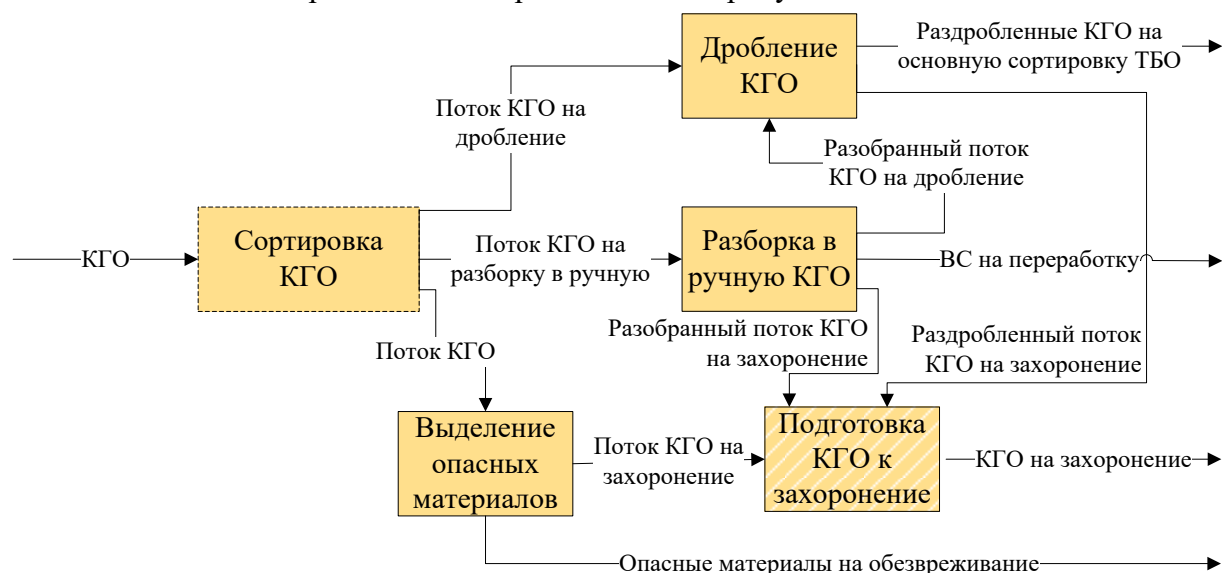 Дробление
КГО
Раздробленные КГО на
основную сортировку ТБО
Поток КГО на
дробление
Разобранный поток
КГО на дробление
КГО
Сортировка
КГО
Поток КГО на
разборку в ручную
Разборка в
ручную КГО
ВС на переработку
Поток КГО
Разобранный поток КГО
на захоронение
Раздробленный поток
КГО на захоронение
Выделение
опасных
материалов
Поток КГО на
захоронение
Подготовка
КГО к
захоронение
КГО на захоронение
Опасные материалы на обезвреживание